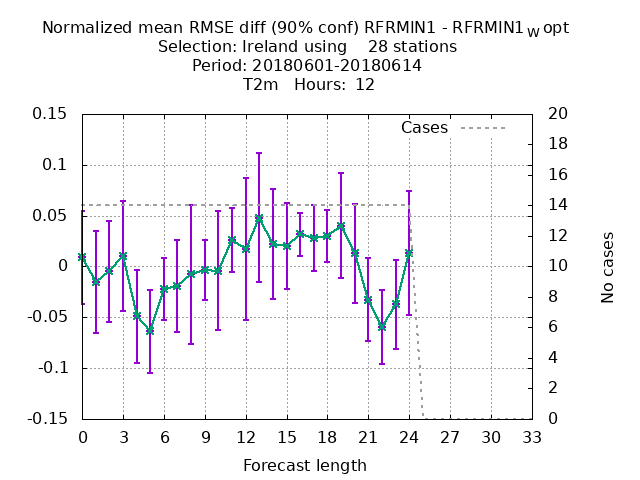 Normalized mean RMSE diff (90% conf) RFRMIN1 - RFRMIN1W opt
Selection: Ireland using 28 stations
Period: 20180601-20180614
T2m Hours: 12
Cases
0.15
0.1
0.05
0
-0.05
-0.1
-0.15
20
18
16
14
12
10
8
6
4
2
0
No cases
0 3 6 9 12 15 18 21 24 27 30 33
Forecast length